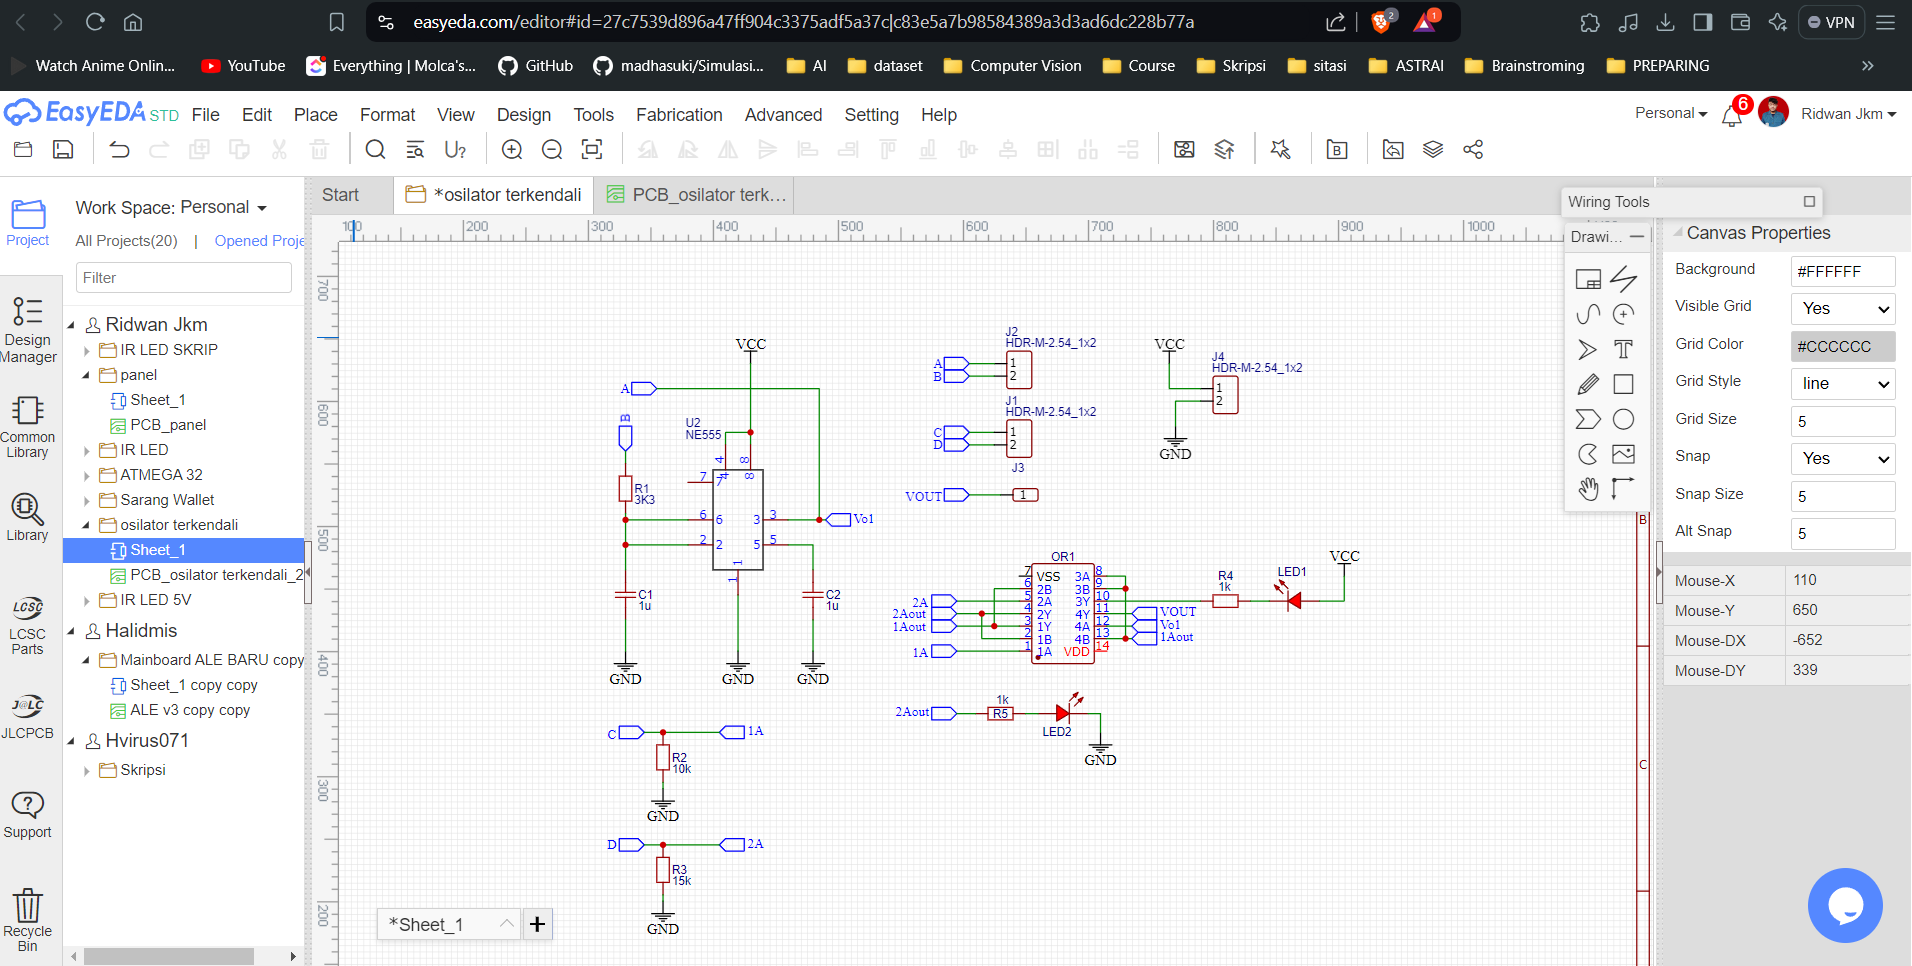 easyeda.com/editor#id=27c7539d896a47ff904c3375adf5a37c|c83e5a7b98584389a3d3ad6dc228b77a
2
1
VPN
Watch Anime Onlin...
YouTube
Everything | Molca's...
GitHub
madhasuki/Simulasi...
AI
dataset
Computer Vision
Course
Skripsi
sitasi
ASTRAI
Brainstroming
PREPARING
»
EasyEDA STD
File
Edit
Place
Format
View
Design
Tools
Fabrication
Advanced
Setting
Help
Personal
6
Ridwan Jkm
Start
*osilator terkendali
PCB_osilator terk...
Project
Design
Manager
Common
Library
Library
LCSC
LCSC
Parts
J@LC
JLCPCB
Support
Recycle
Bin
Work Space: Personal
All Projects(20) | Opened Proje
Filter
Ridwan Jkm
IR LED SKRIP
panel
Sheet_1
PCB_panel
IR LED
ATMEGA 32
Sarang Wallet
osilator terkendali
Sheet_1
PCB_osilator terkendali_2
IR LED 5V
Halidmis
Mainboard ALE BARU copy
Sheet_1 copy copy
ALE v3 copy copy
Hvirus071
Skripsi
100
200
300
400
500
600
700
800
900
1000
700
600
500
400
300
200
VCC
A
B
U2
NE555
4
8
4
8
7
7
R1
3K3
6
6
3
3
Vo1
2
2
5
5
1
1
C1
1u
C2
1u
GND
GND
GND
C
1A
R2
10k
GND
D
2A
R3
15k
GND
J2
HDR-M-2.54_1x2
A
1
B
2
J1
HDR-M-2.54_1x2
C
1
D
2
J3
VOUT
1
VCC
J4
HDR-M-2.54_1x2
1
2
GND
OR1
7 VSS 3A 8
6 2B 3B 9
2A 5 2A 3Y 10
2Aout 4 2Y 4Y 11 VOUT
1Aout 3 1Y 4A 12 Vo1
2 1B 4B 13 1Aout
1A 1 1A VDD 14
R4
1k
LED1
VCC
2Aout
1k
R5
LED2
GND
B
C
*Sheet_1
+
Wiring Tools
Drawi...
Canvas Properties
Background #FFFFFF
Visible Grid Yes
Grid Color #CCCCCC
Grid Style line
Grid Size 5
Snap Yes
Snap Size 5
Alt Snap 5
Mouse-X 110
Mouse-Y 650
Mouse-DX -652
Mouse-DY 339